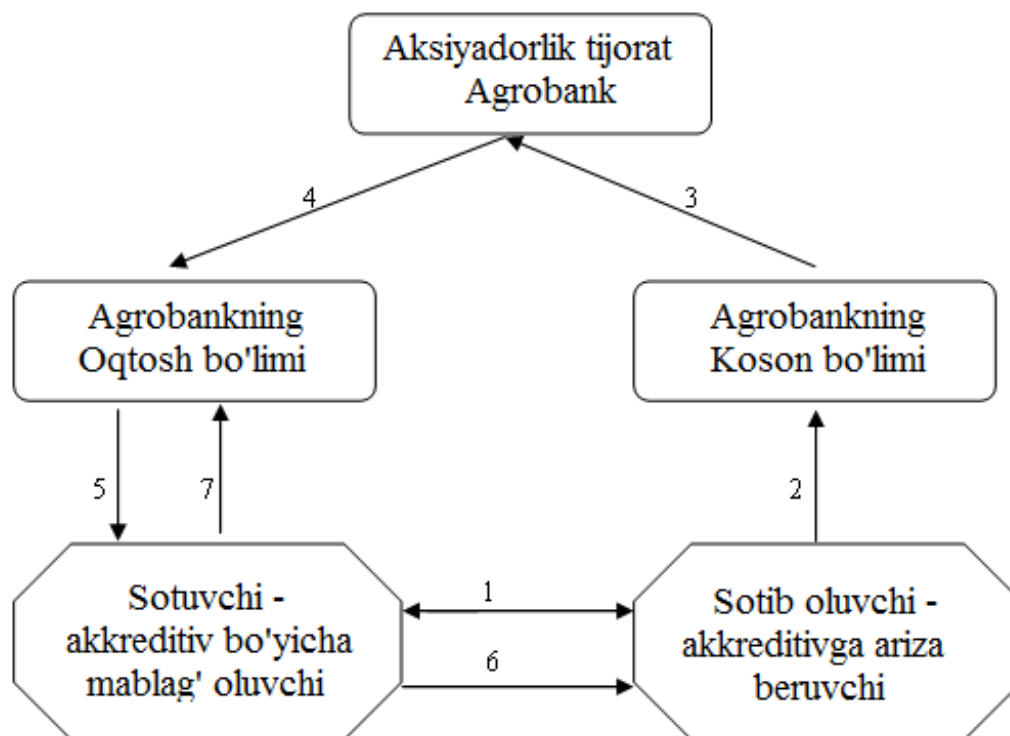 Aksiyadorlik tijorat
Agrobank
4
3
Agrobankning
Oqtosh bo'limi
Agrobankning
Koson bo'limi
5
7
2
Sotuvchi -
akkreditiv bo'yicha
mablag' oluvchi
1
6
Sotib oluvchi -
akkreditivga ariza
beruvchi